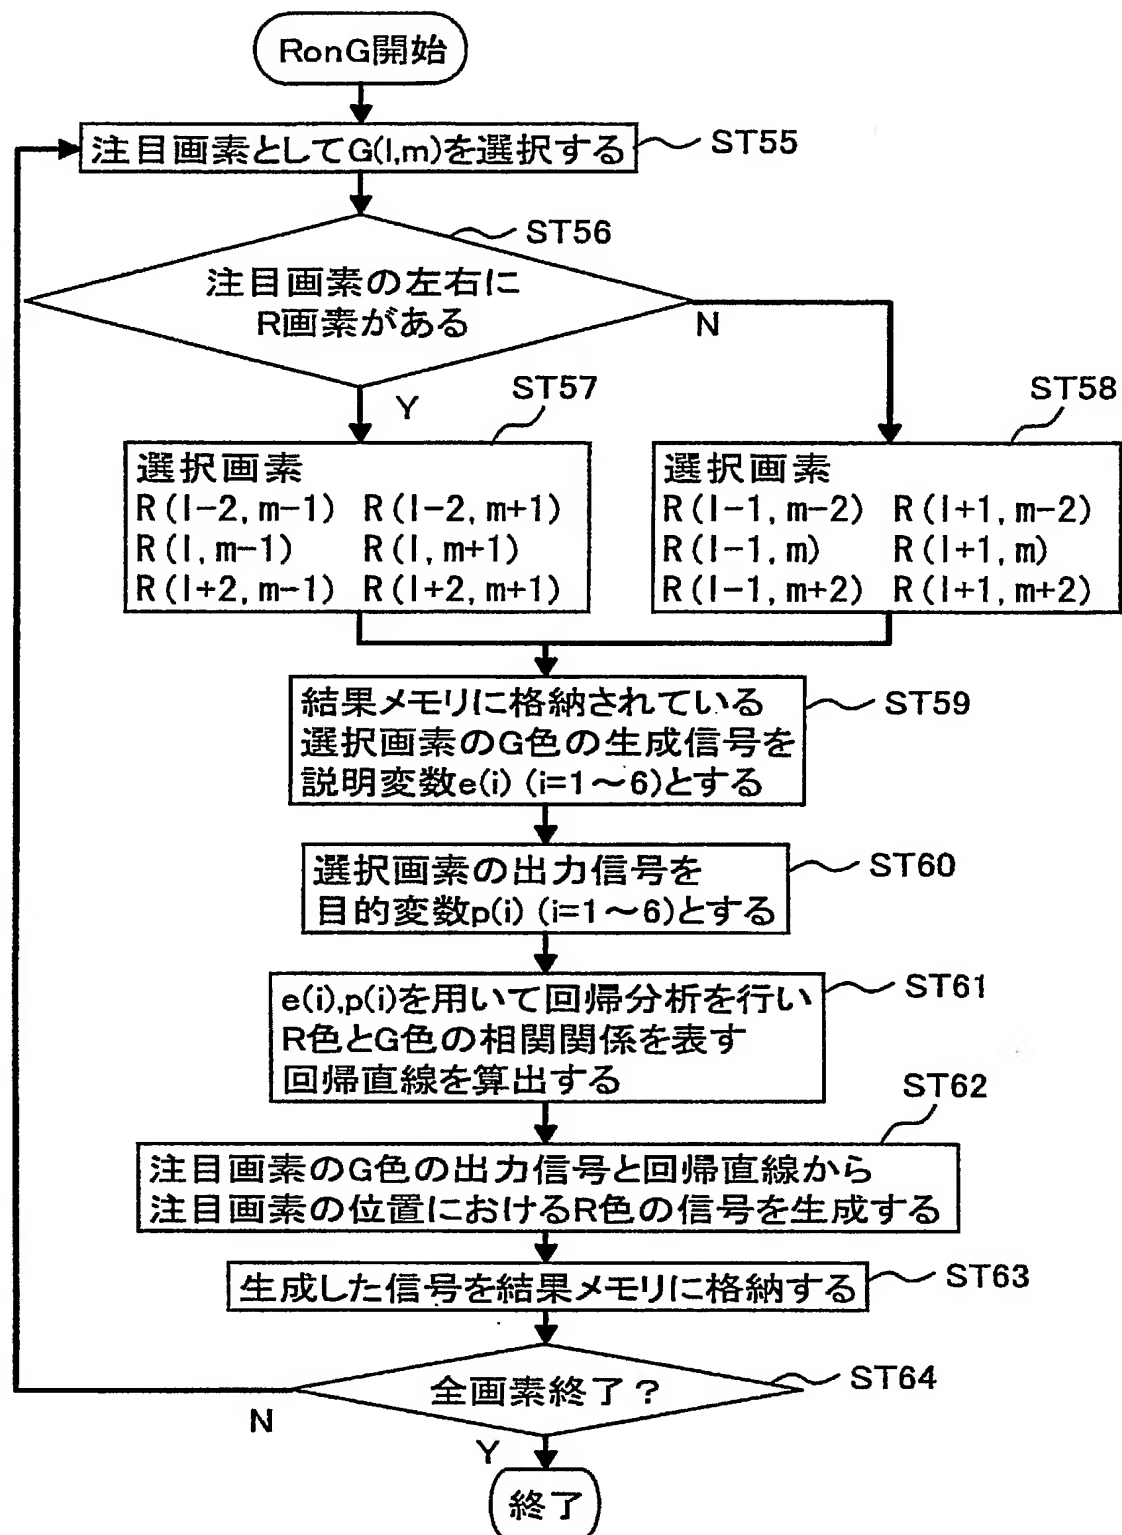 RonG開始
注目画素としてG(l,m)を選択する
ST55
ST56
注目画素の左右に
R画素がある
N
Y
ST57
ST58
選択画素
R(l-2,m-1) R(l-2,m+1)
R(l,m-1) R(l,m+1)
R(l+2,m-1) R(l+2,m+1)
選択画素
R(l-1,m-2) R(l+1,m-2)
R(l-1,m) R(l+1,m)
R(l-1,m+2) R(l+1,m+2)
結果メモリに格納されている
選択画素のG色の生成信号を
説明変数e(i) (i=1～6)とする
ST59
選択画素の出力信号を
目的変数p(i) (i=1～6)とする
ST60
e(i),p(i)を用いて回帰分析を行い
R色とG色の相関関係を表す
回帰直線を算出する
ST61
ST62
注目画素のG色の出力信号と回帰直線から
注目画素の位置におけるR色の信号を生成する
生成した信号を結果メモリに格納する
ST63
全画素終了？
ST64
N
Y
終了